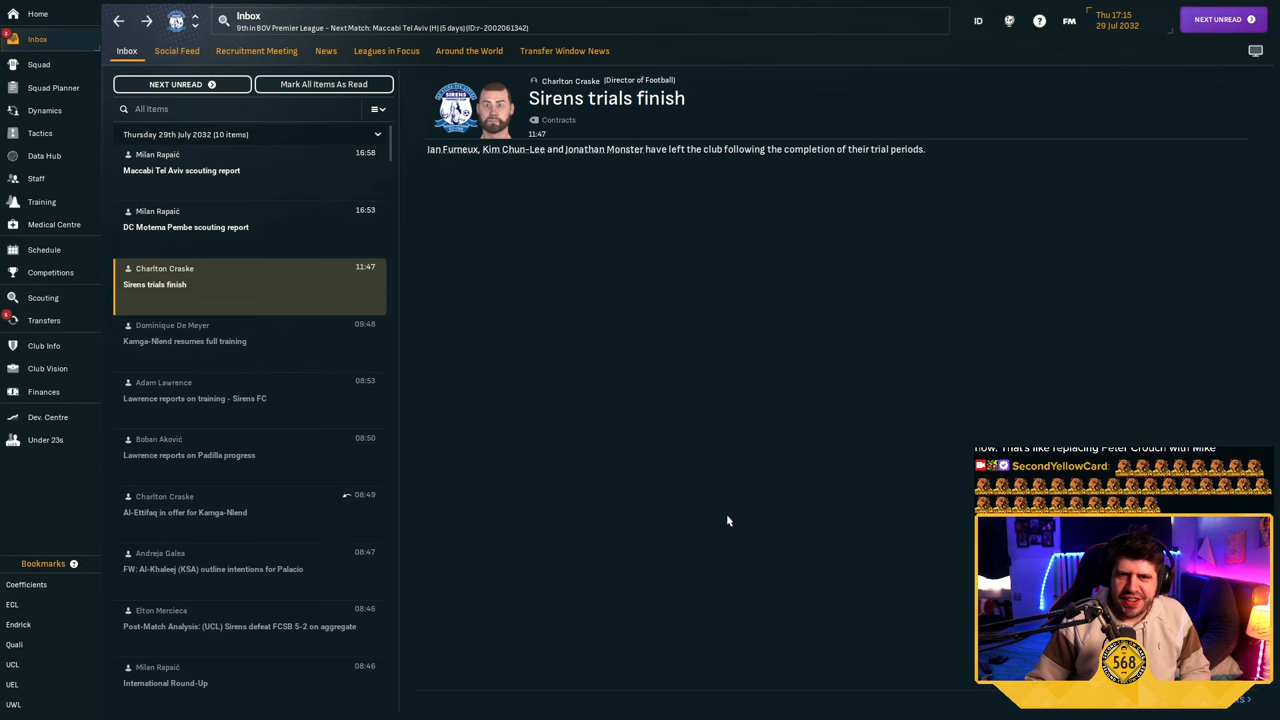 Home
2
Inbox
Squad
Squad Planner
Dynamics
Tactics
Data Hub
Staff
Training
Medical Centre
Schedule
Competitions
Scouting
5
Transfers
Club Info
Club Vision
Finances
Dev. Centre
Under 23s
Bookmarks ?
Coefficients
ECL
Endrick
Quali
UCL
UEL
UWL
Inbox
9th in BOV Premier League - Next Match: Maccabi Tel Aviv (H) (5 days) (ID:r-2002061342)
ID
?
FM
Thu 17:15
29 Jul 2032
NEXT UNREAD
Inbox
Social Feed
Recruitment Meeting
News
Leagues in Focus
Around the World
Transfer Window News
NEXT UNREAD
Mark All Items As Read
All Items
Thursday 29th July 2032 (10 items)
Milan Rapaić 16:58
Maccabi Tel Aviv scouting report
Milan Rapaić 16:53
DC Motema Pembe scouting report
Charlton Craske 11:47
Sirens trials finish
Dominique De Meyer 09:48
Kamga-Nlend resumes full training
Adam Lawrence 08:53
Lawrence reports on training - Sirens FC
Boban Aković 08:50
Lawrence reports on Padilla progress
Charlton Craske 08:49
Al-Ettifaq in offer for Kamga-Nlend
Andreja Galea 08:47
FW: Al-Khaleej (KSA) outline intentions for Palacio
Elton Mercieca 08:46
Post-Match Analysis: (UCL) Sirens defeat FCSB 5-2 on aggregate
Milan Rapaić 08:46
International Round-Up
SIRENS
Charlton Craske (Director of Football)
Sirens trials finish
Contracts
11:47
Ian Furneux, Kim Chun-Lee and Jonathan Monster have left the club following the completion of their trial periods.
now. That's like replacing Peter Crouch with Mike
SecondYellowCard:
568